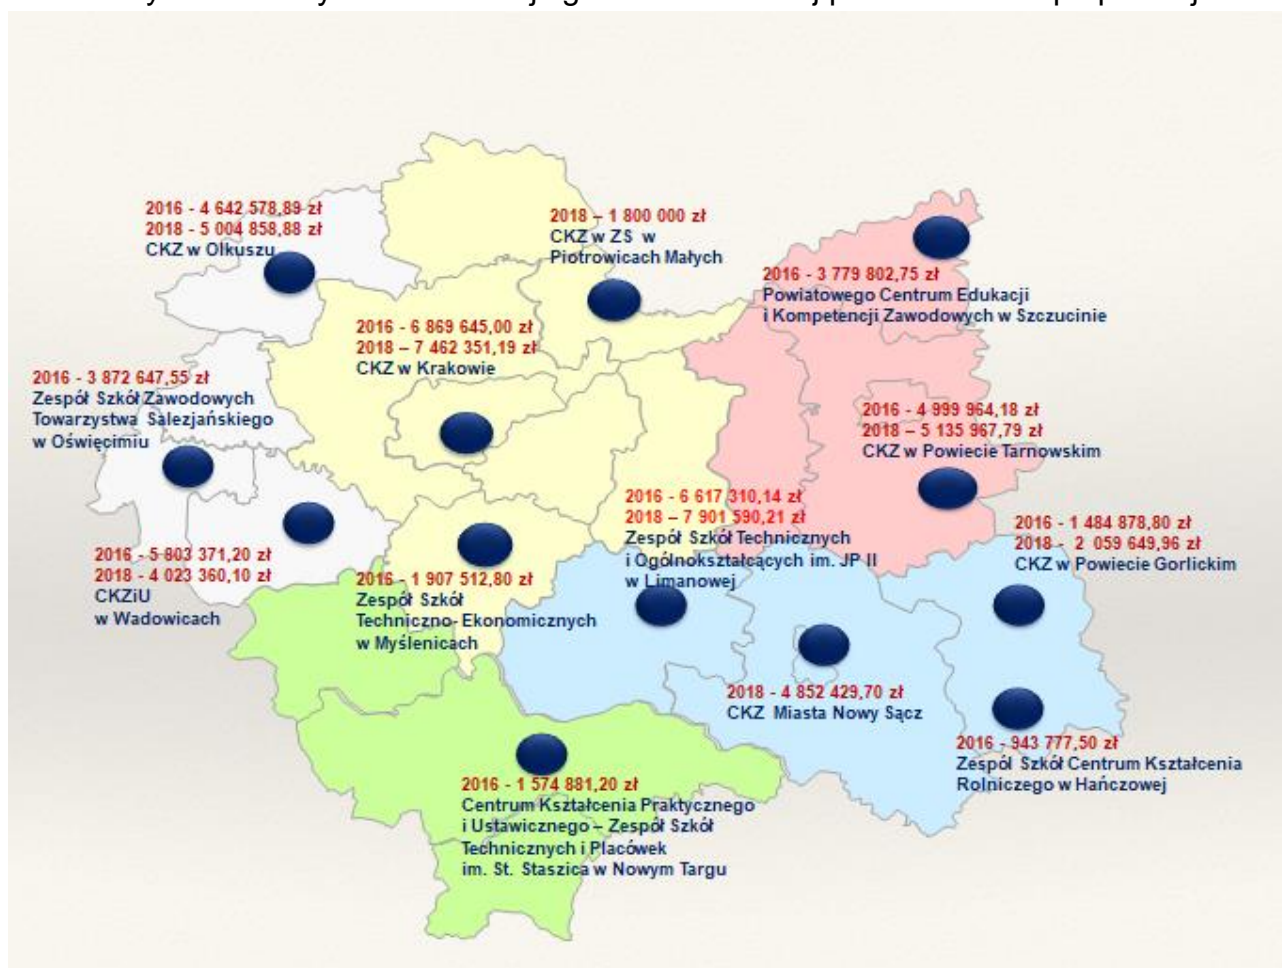 2016 - 4 642 578,89 zł
2018 - 5 004 858,88 zł
CKZ w Olkuszu
2018 – 1 800 000 zł
CKZ w ZS w
Piotrowicach Małych
2016 - 3 779 802,75 zł
Powiatowego Centrum Edukacji
i Kompetencji Zawodowych w Szczucinie
2016 - 6 869 645,00 zł
2018 – 7 462 351,19 zł
CKZ w Krakowie
2016 - 3 872 647,55 zł
Zespół Szkół Zawodowych
Towarzystwa Salezjańskiego
w Oświęcimiu
2016 - 4 999 964,18 zł
2018 – 5 135 967,79 zł
CKZ w Powiecie Tarnowskim
2016 - 6 617 310,14 zł
2018 – 7 901 590,21 zł
Zespół Szkół Technicznych
i Ogólnokształcących im. JP II
w Limanowej
2016 - 1 484 878,80 zł
2018 - 2 059 649,96 zł
CKZ w Powiecie Gorlickim
2016 - 5 803 371,20 zł
2018 - 4 023 360,10 zł
CKZiU
w Wadowicach
2016 - 1 907 512,80 zł
Zespół Szkół
Techniczno- Ekonomicznych
w Myślenicach
2018 - 4 852 429,70 zł
CKZ Miasta Nowy Sącz
2016 - 943 777,50 zł
Zespół Szkół Centrum Kształcenia
Rolniczego w Hańczowej
2016 - 1 574 881,20 zł
Centrum Kształcenia Praktycznego
i Ustawicznego – Zespół Szkół
Technicznych i Placówek
im. St. Staszica w Nowym Targu